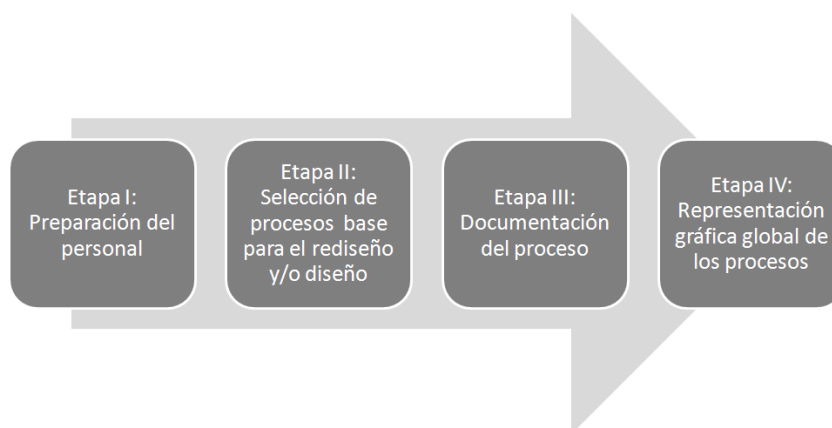 Etapa I:
Preparación del
personal
Etapa II:
Selección de
procesos base
para el rediseño
y/o diseño
Etapa III:
Documentación
del proceso
Etapa IV:
Representación
gráfica global de
los procesos